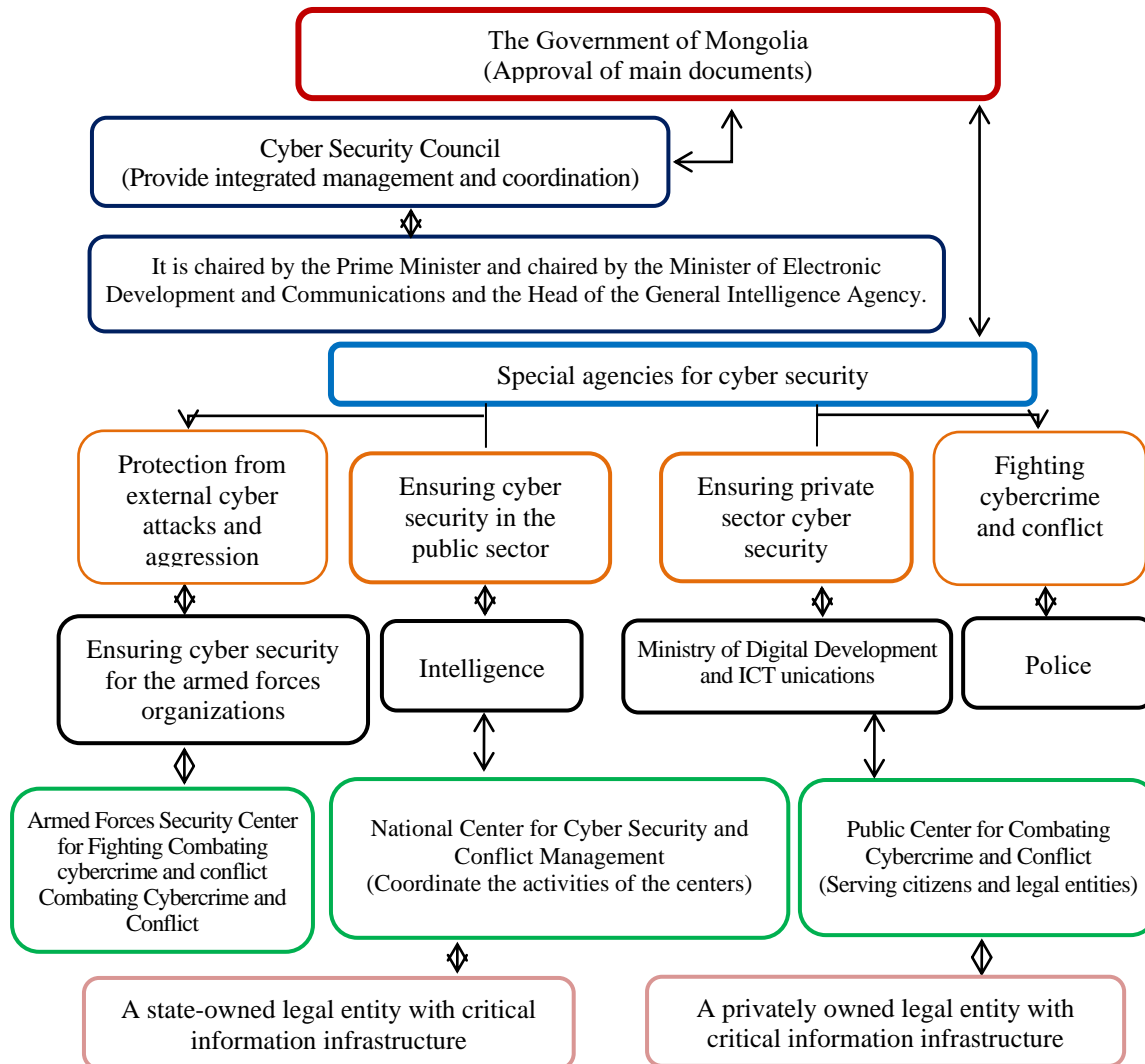 The Government of Mongolia
(Approval of main documents)
Cyber Security Council
(Provide integrated management and coordination)
It is chaired by the Prime Minister and chaired by the Minister of Electronic
Development and Communications and the Head of the General Intelligence Agency.
Special agencies for cyber security
Protection from
external cyber
attacks and
aggression
Ensuring cyber
security in the
public sector
Ensuring private
sector cyber
security
Fighting
cybercrime
and conflict
Ensuring cyber security
for the armed forces
organizations
Intelligence
Ministry of Digital Development
and ICT unications
Police
Armed Forces Security Center
for Fighting Combating
cybercrime and conflict
Combating Cybercrime and
Conflict
National Center for Cyber Security and
Conflict Management
(Coordinate the activities of the centers)
Public Center for Combating
Cybercrime and Conflict
(Serving citizens and legal entities)
A state-owned legal entity with critical
information infrastructure
A privately owned legal entity with
critical information infrastructure